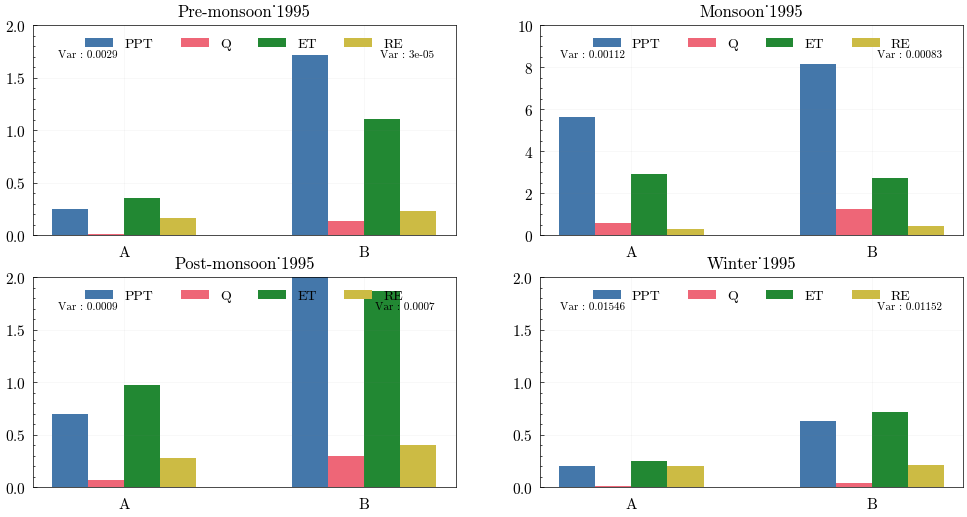 Pre-monsoon˙1995
2.0
1.5
1.0
0.5
0.0
PPT Q ET RE
Var : 0.0029
Var : 3e-05
A B
Monsoon˙1995
10
8
6
4
2
0
PPT Q ET RE
Var : 0.00112
Var : 0.00083
A B
Post-monsoon˙1995
2.0
1.5
1.0
0.5
0.0
PPT Q ET RE
Var : 0.0009
Var : 0.0007
A B
Winter˙1995
2.0
1.5
1.0
0.5
0.0
PPT Q ET RE
Var : 0.01546
Var : 0.01152
A B